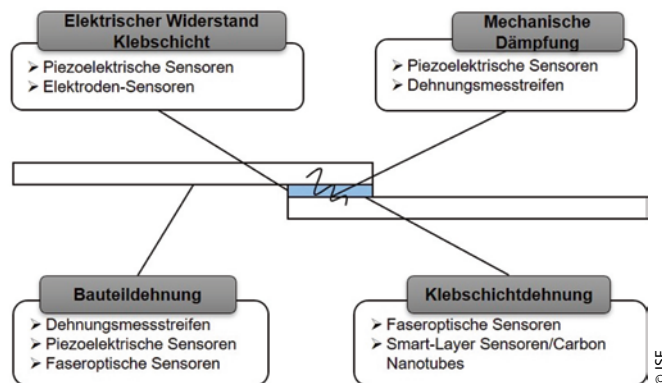 Elektrischer Widerstand
Klebschicht
➢ Piezoelektrische Sensoren
➢ Elektroden-Sensoren
Mechanische
Dämpfung
➢ Piezoelektrische Sensoren
➢ Dehnungsmesstreifen
Bauteildehnung
➢ Dehnungsmessstreifen
➢ Piezoelektrische Sensoren
➢ Faseroptische Sensoren
Klebschichtdehnung
➢ Faseroptische Sensoren
➢ Smart-Layer Sensoren/Carbon
Nanotubes
© ISF